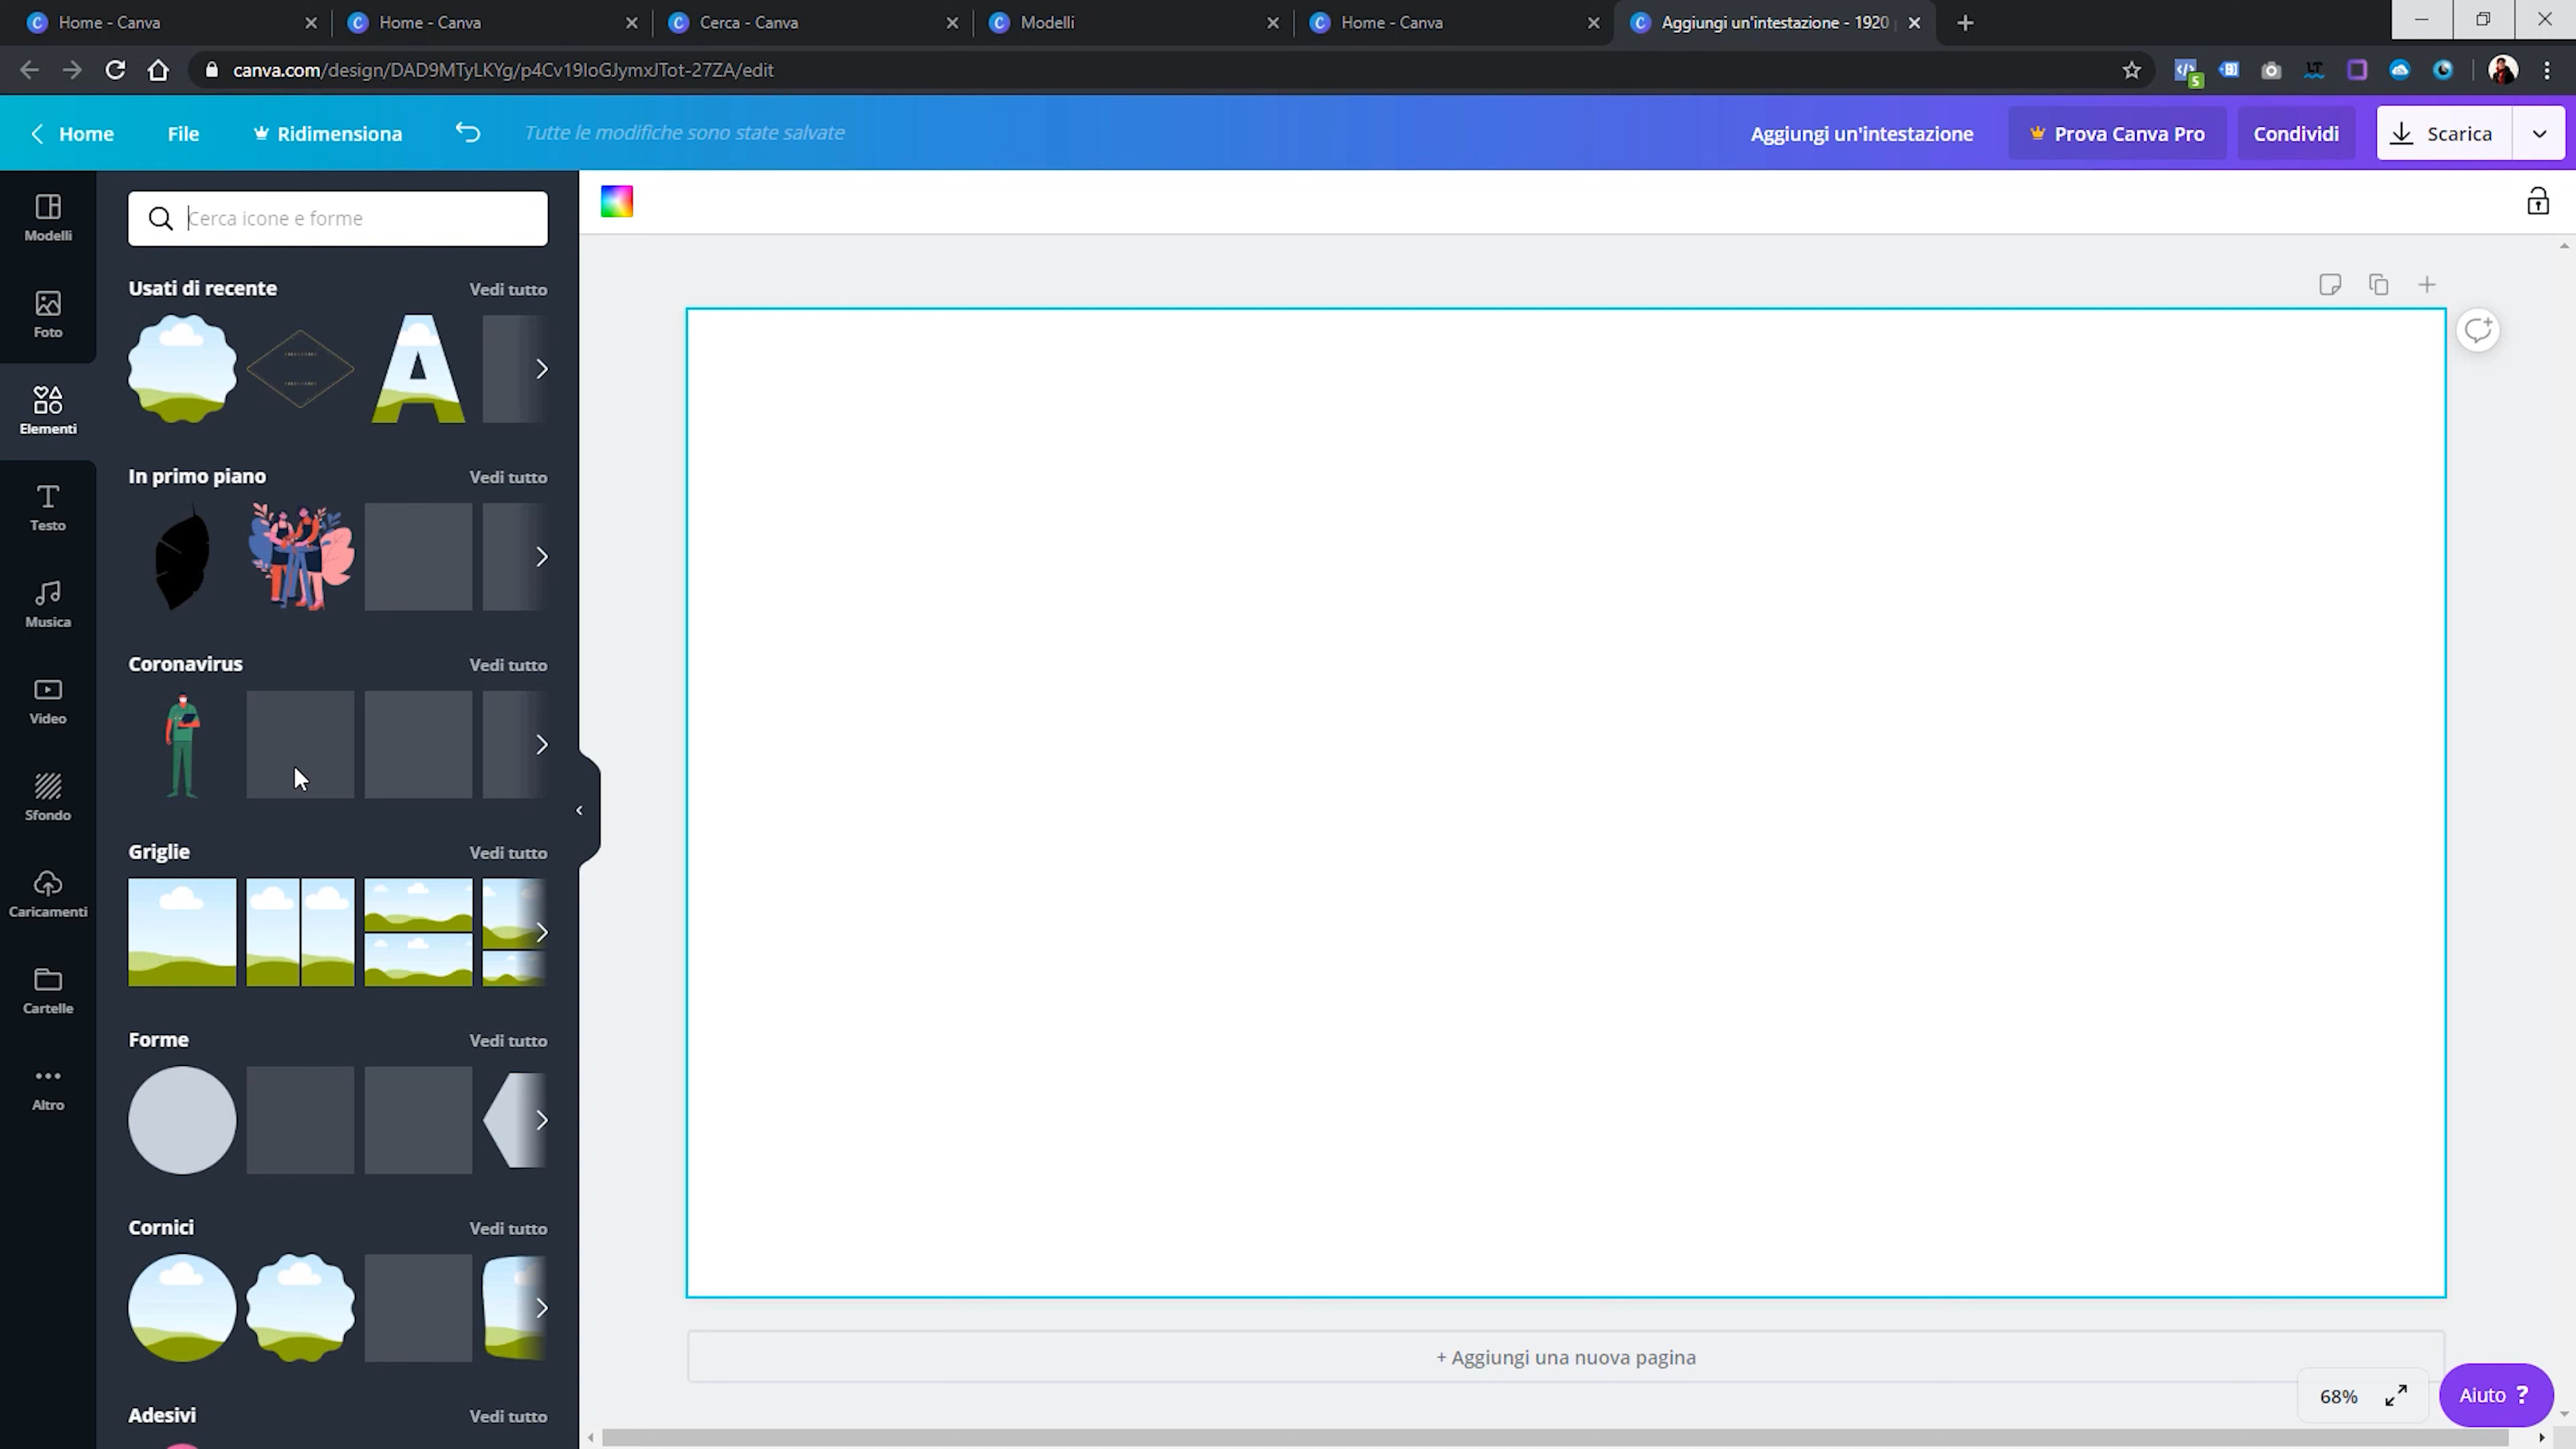 Home - Canva
Home - Canva
Cerca - Canva
Modelli
Home - Canva
Aggiungi un'intestazione - 1920
canva.com/design/DAD9MTyLKYg/p4Cv19IoGJymxJTot-27ZA/edit
5
Home
File
Ridimensiona
Tutte le modifiche sono state salvate
Aggiungi un'intestazione
Prova Canva Pro
Condividi
Scarica
Modelli
Foto
Elementi
Testo
Musica
Video
Sfondo
Caricamenti
Cartelle
Altro
Cerca icone e forme
Usati di recente
Vedi tutto
In primo piano
Vedi tutto
Coronavirus
Vedi tutto
Griglie
Vedi tutto
Forme
Vedi tutto
Cornici
Vedi tutto
Adesivi
Vedi tutto
+ Aggiungi una nuova pagina
68%
Aiuto ?